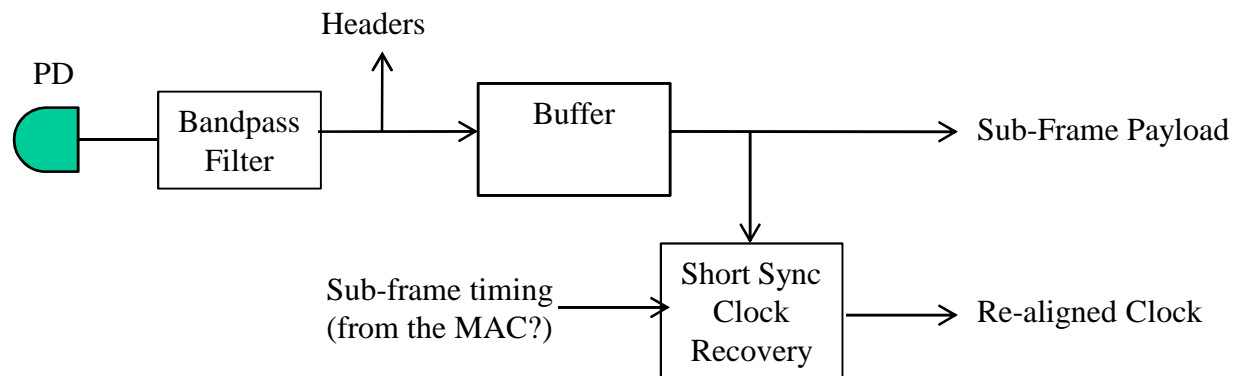 Headers
PD
Bandpass
Filter
Buffer
Sub-Frame Payload
Sub-frame timing
(from the MAC?)
Short Sync
Clock
Recovery
Re-aligned Clock